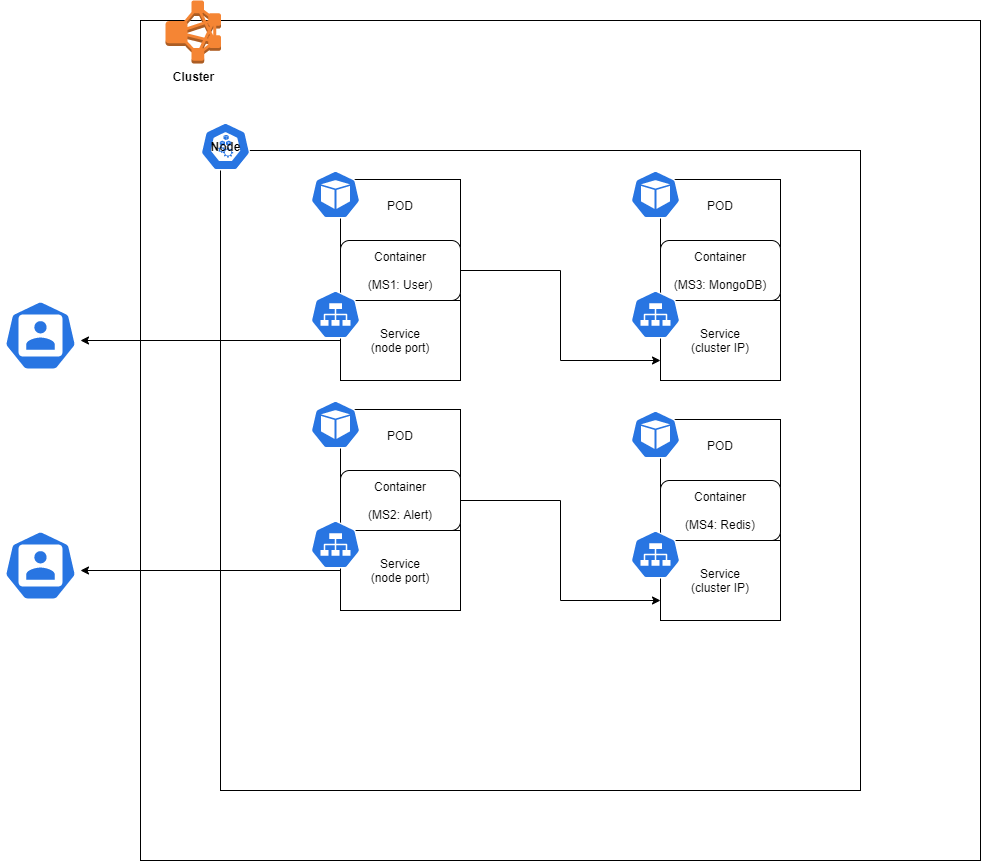 Cluster
Node
POD
Container
(MS1: User)
Service
(node port)
POD
Container
(MS3: MongoDB)
Service
(cluster IP)
POD
Container
(MS2: Alert)
Service
(node port)
POD
Container
(MS4: Redis)
Service
(cluster IP)